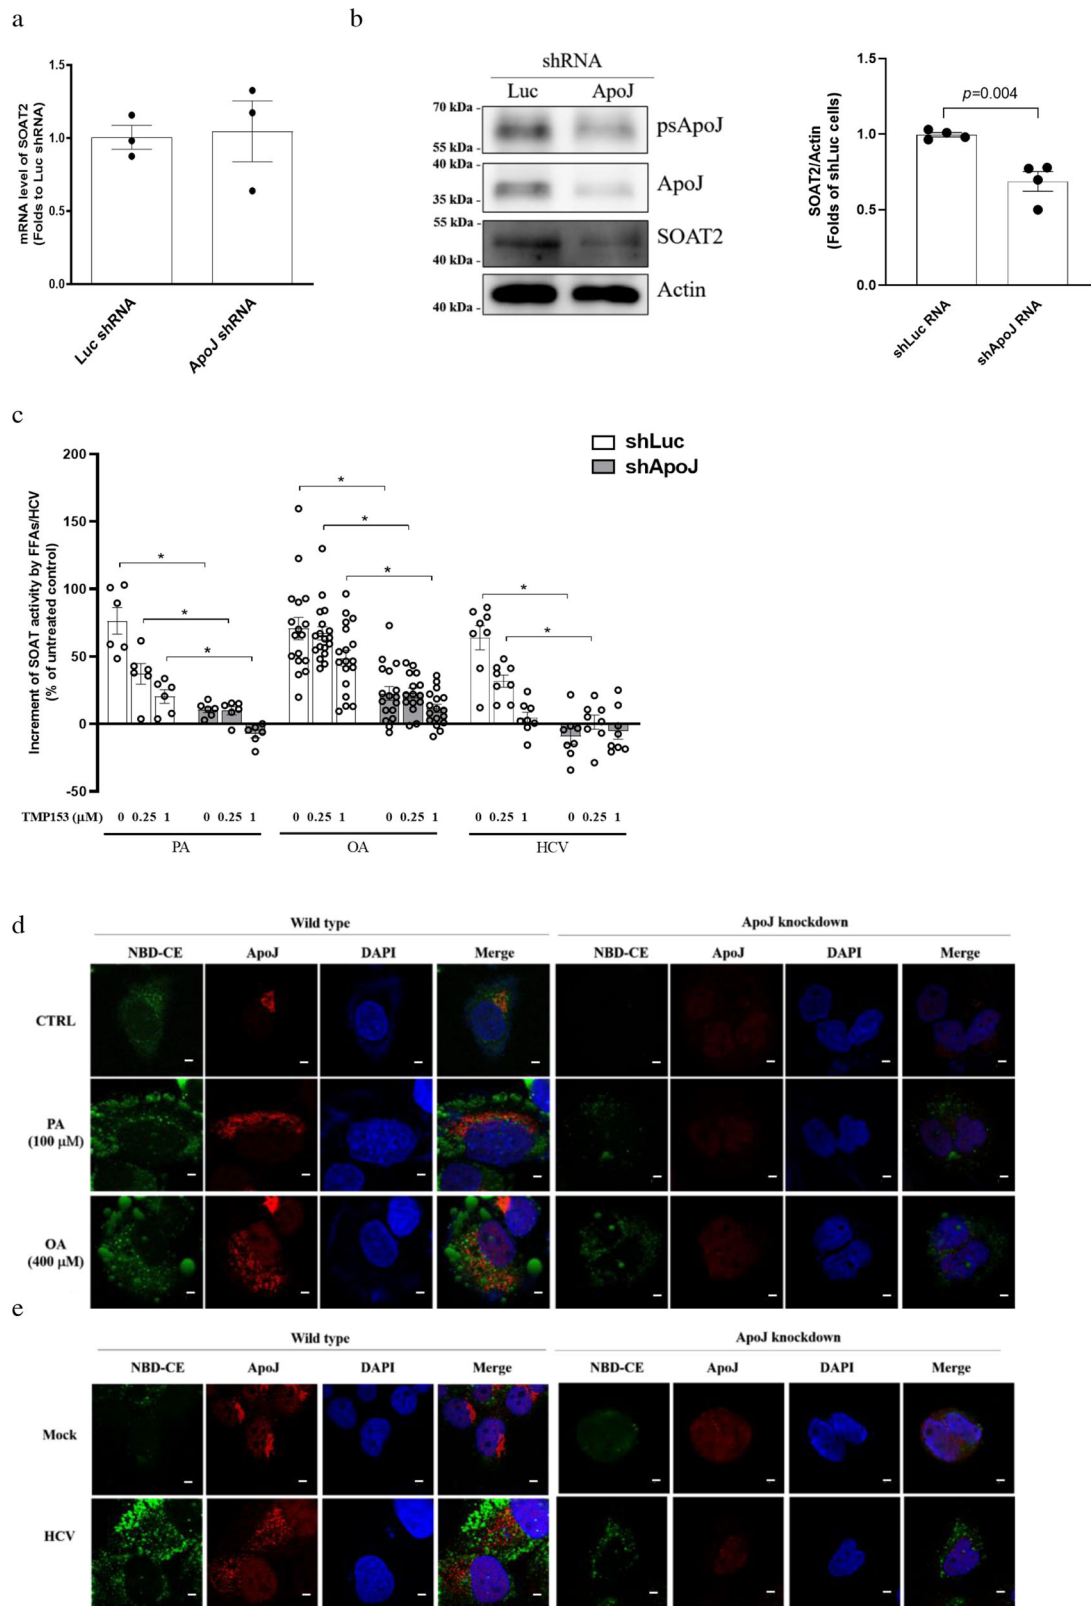 a
mRNA level of SOAT2
(Folds to Luc shRNA)
1.5
1.0
0.5
0.0
Luc shRNA
ApoJ shRNA
b
shRNA
Luc ApoJ
70 kDa
55 kDa
psApoJ
40 kDa
35 kDa
ApoJ
55 kDa
40 kDa
SOAT2
40 kDa
Actin
SOAT2/Actin
(Folds of shLuc cells)
1.5
1.0
0.5
0.0
p=0.004
shLuc RNA
shApoJ RNA
c
shLuc
shApoJ
Increment of SOAT activity by FFAs/HCV
(% of untreated control)
200
150
100
50
0
-50
* * * * * * * *
TMP153 (μM) 0 0.25 1 0 0.25 1 0 0.25 1 0 0.25 1 0 0.25 1 0 0.25 1
PA OA HCV
d
Wild type ApoJ knockdown
NBD-CE ApoJ DAPI Merge NBD-CE ApoJ DAPI Merge
CTRL
PA
(100 μM)
OA
(400 μM)
e
Wild type ApoJ knockdown
NBD-CE ApoJ DAPI Merge NBD-CE ApoJ DAPI Merge
Mock
HCV